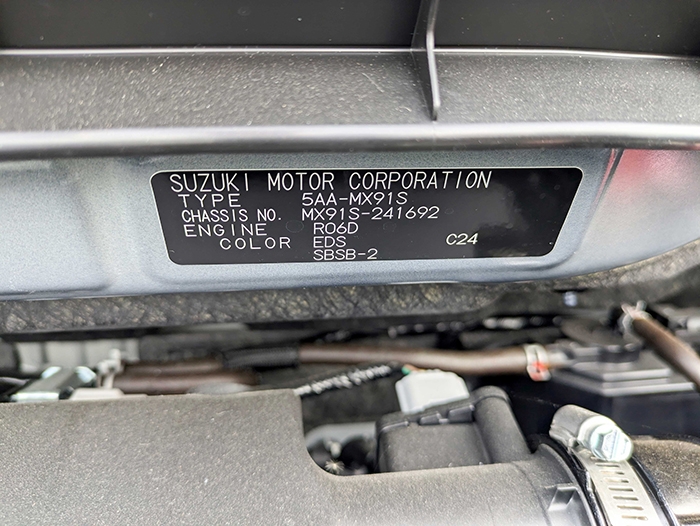 SUZUKI MOTOR CORPORATION
TYPE 5AA-MX91S
CHASSIS NO. MX91S-241692
ENGINE R06D
COLOR EDS C24
SBSB-2